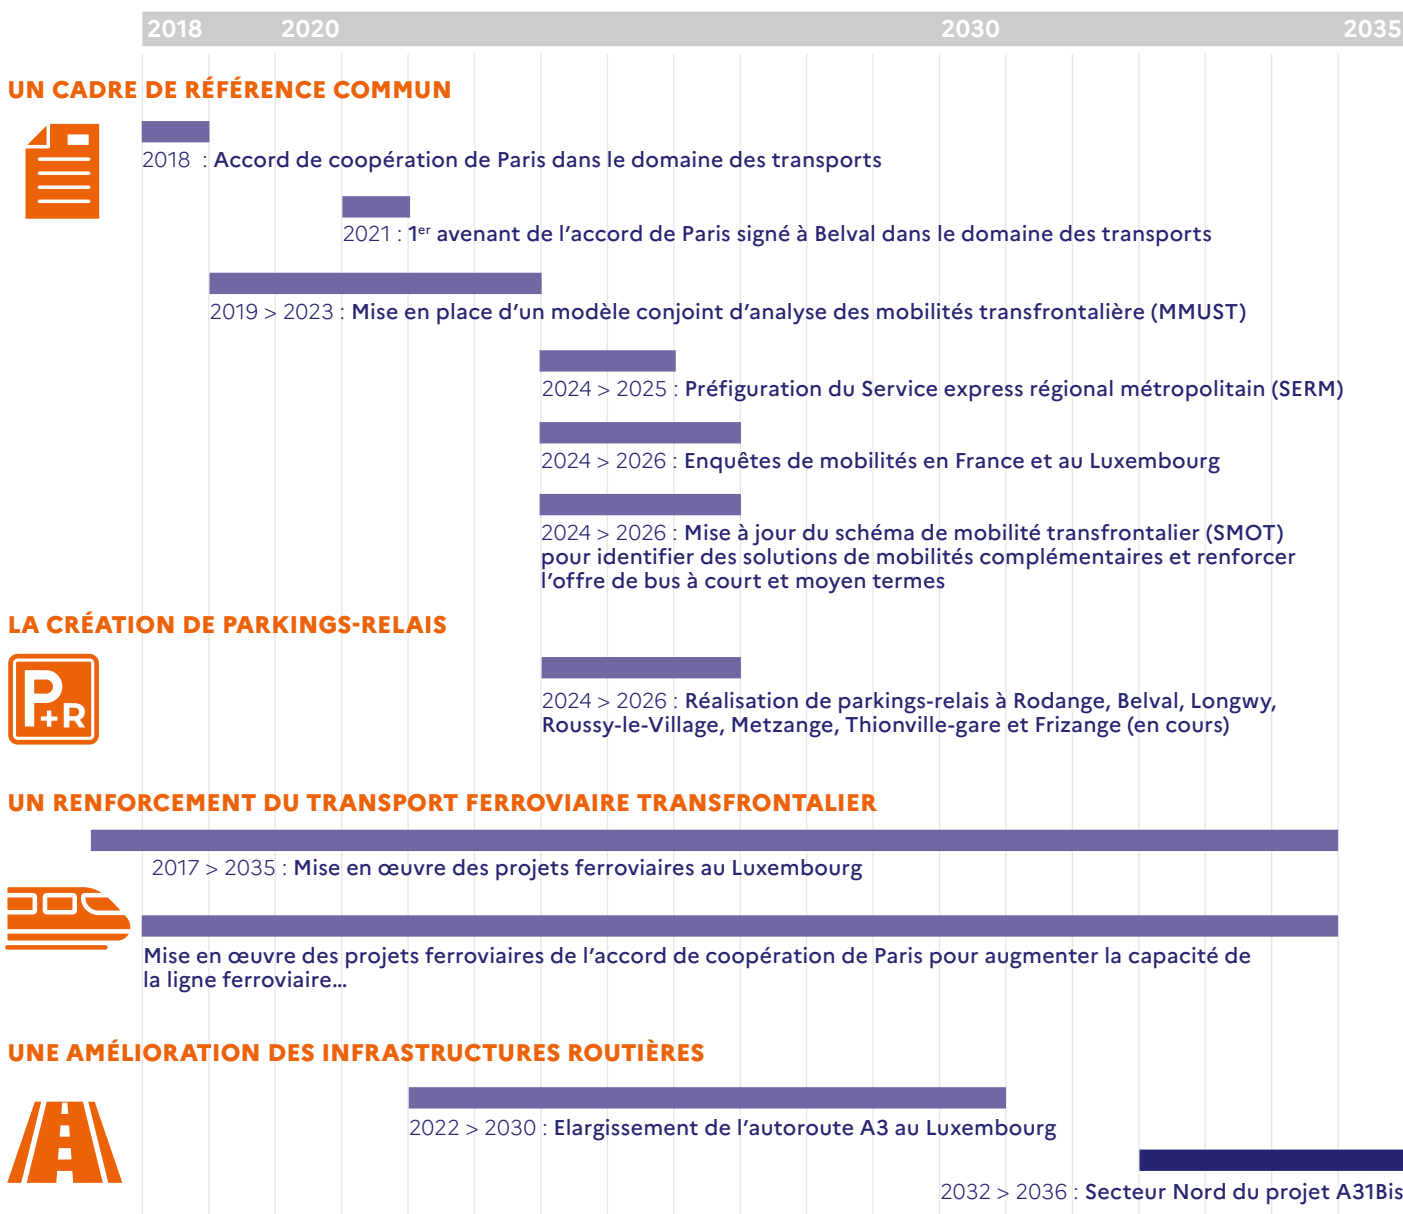 2018 2020 2030 2035
UN CADRE DE RÉFÉRENCE COMMUN
2018 : Accord de coopération de Paris dans le domaine des transports
2021 : 1er avenant de l’accord de Paris signé à Belval dans le domaine des transports
2019 > 2023 : Mise en place d’un modèle conjoint d’analyse des mobilités transfrontalière (MMUST)
2024 > 2025 : Préfiguration du Service express régional métropolitain (SERM)
2024 > 2026 : Enquêtes de mobilités en France et au Luxembourg
2024 > 2026 : Mise à jour du schéma de mobilité transfrontalier (SMOT)
pour identifier des solutions de mobilités complémentaires et renforcer
l’offre de bus à court et moyen termes
LA CRÉATION DE PARKINGS-RELAIS
P+R
2024 > 2026 : Réalisation de parkings-relais à Rodange, Belval, Longwy,
Roussy-le-Village, Metzange, Thionville-gare et Frizange (en cours)
UN RENFORCEMENT DU TRANSPORT FERROVIAIRE TRANSFRONTALIER
2017 > 2035 : Mise en œuvre des projets ferroviaires au Luxembourg
Mise en œuvre des projets ferroviaires de l’accord de coopération de Paris pour augmenter la capacité de
la ligne ferroviaire…
UNE AMÉLIORATION DES INFRASTRUCTURES ROUTIÈRES
2022 > 2030 : Elargissement de l’autoroute A3 au Luxembourg
2032 > 2036 : Secteur Nord du projet A31Bis